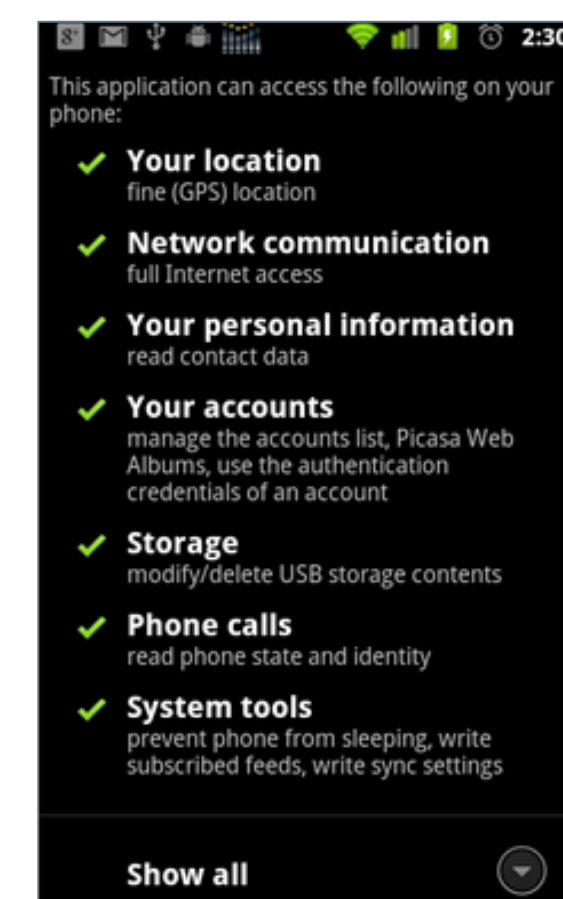 8+ 2:30
This application can access the following on your
phone:
Your location
fine (GPS) location
Network communication
full Internet access
Your personal information
read contact data
Your accounts
manage the accounts list, Picasa Web
Albums, use the authentication
credentials of an account
Storage
modify/delete USB storage contents
Phone calls
read phone state and identity
System tools
prevent phone from sleeping, write
subscribed feeds, write sync settings
Show all